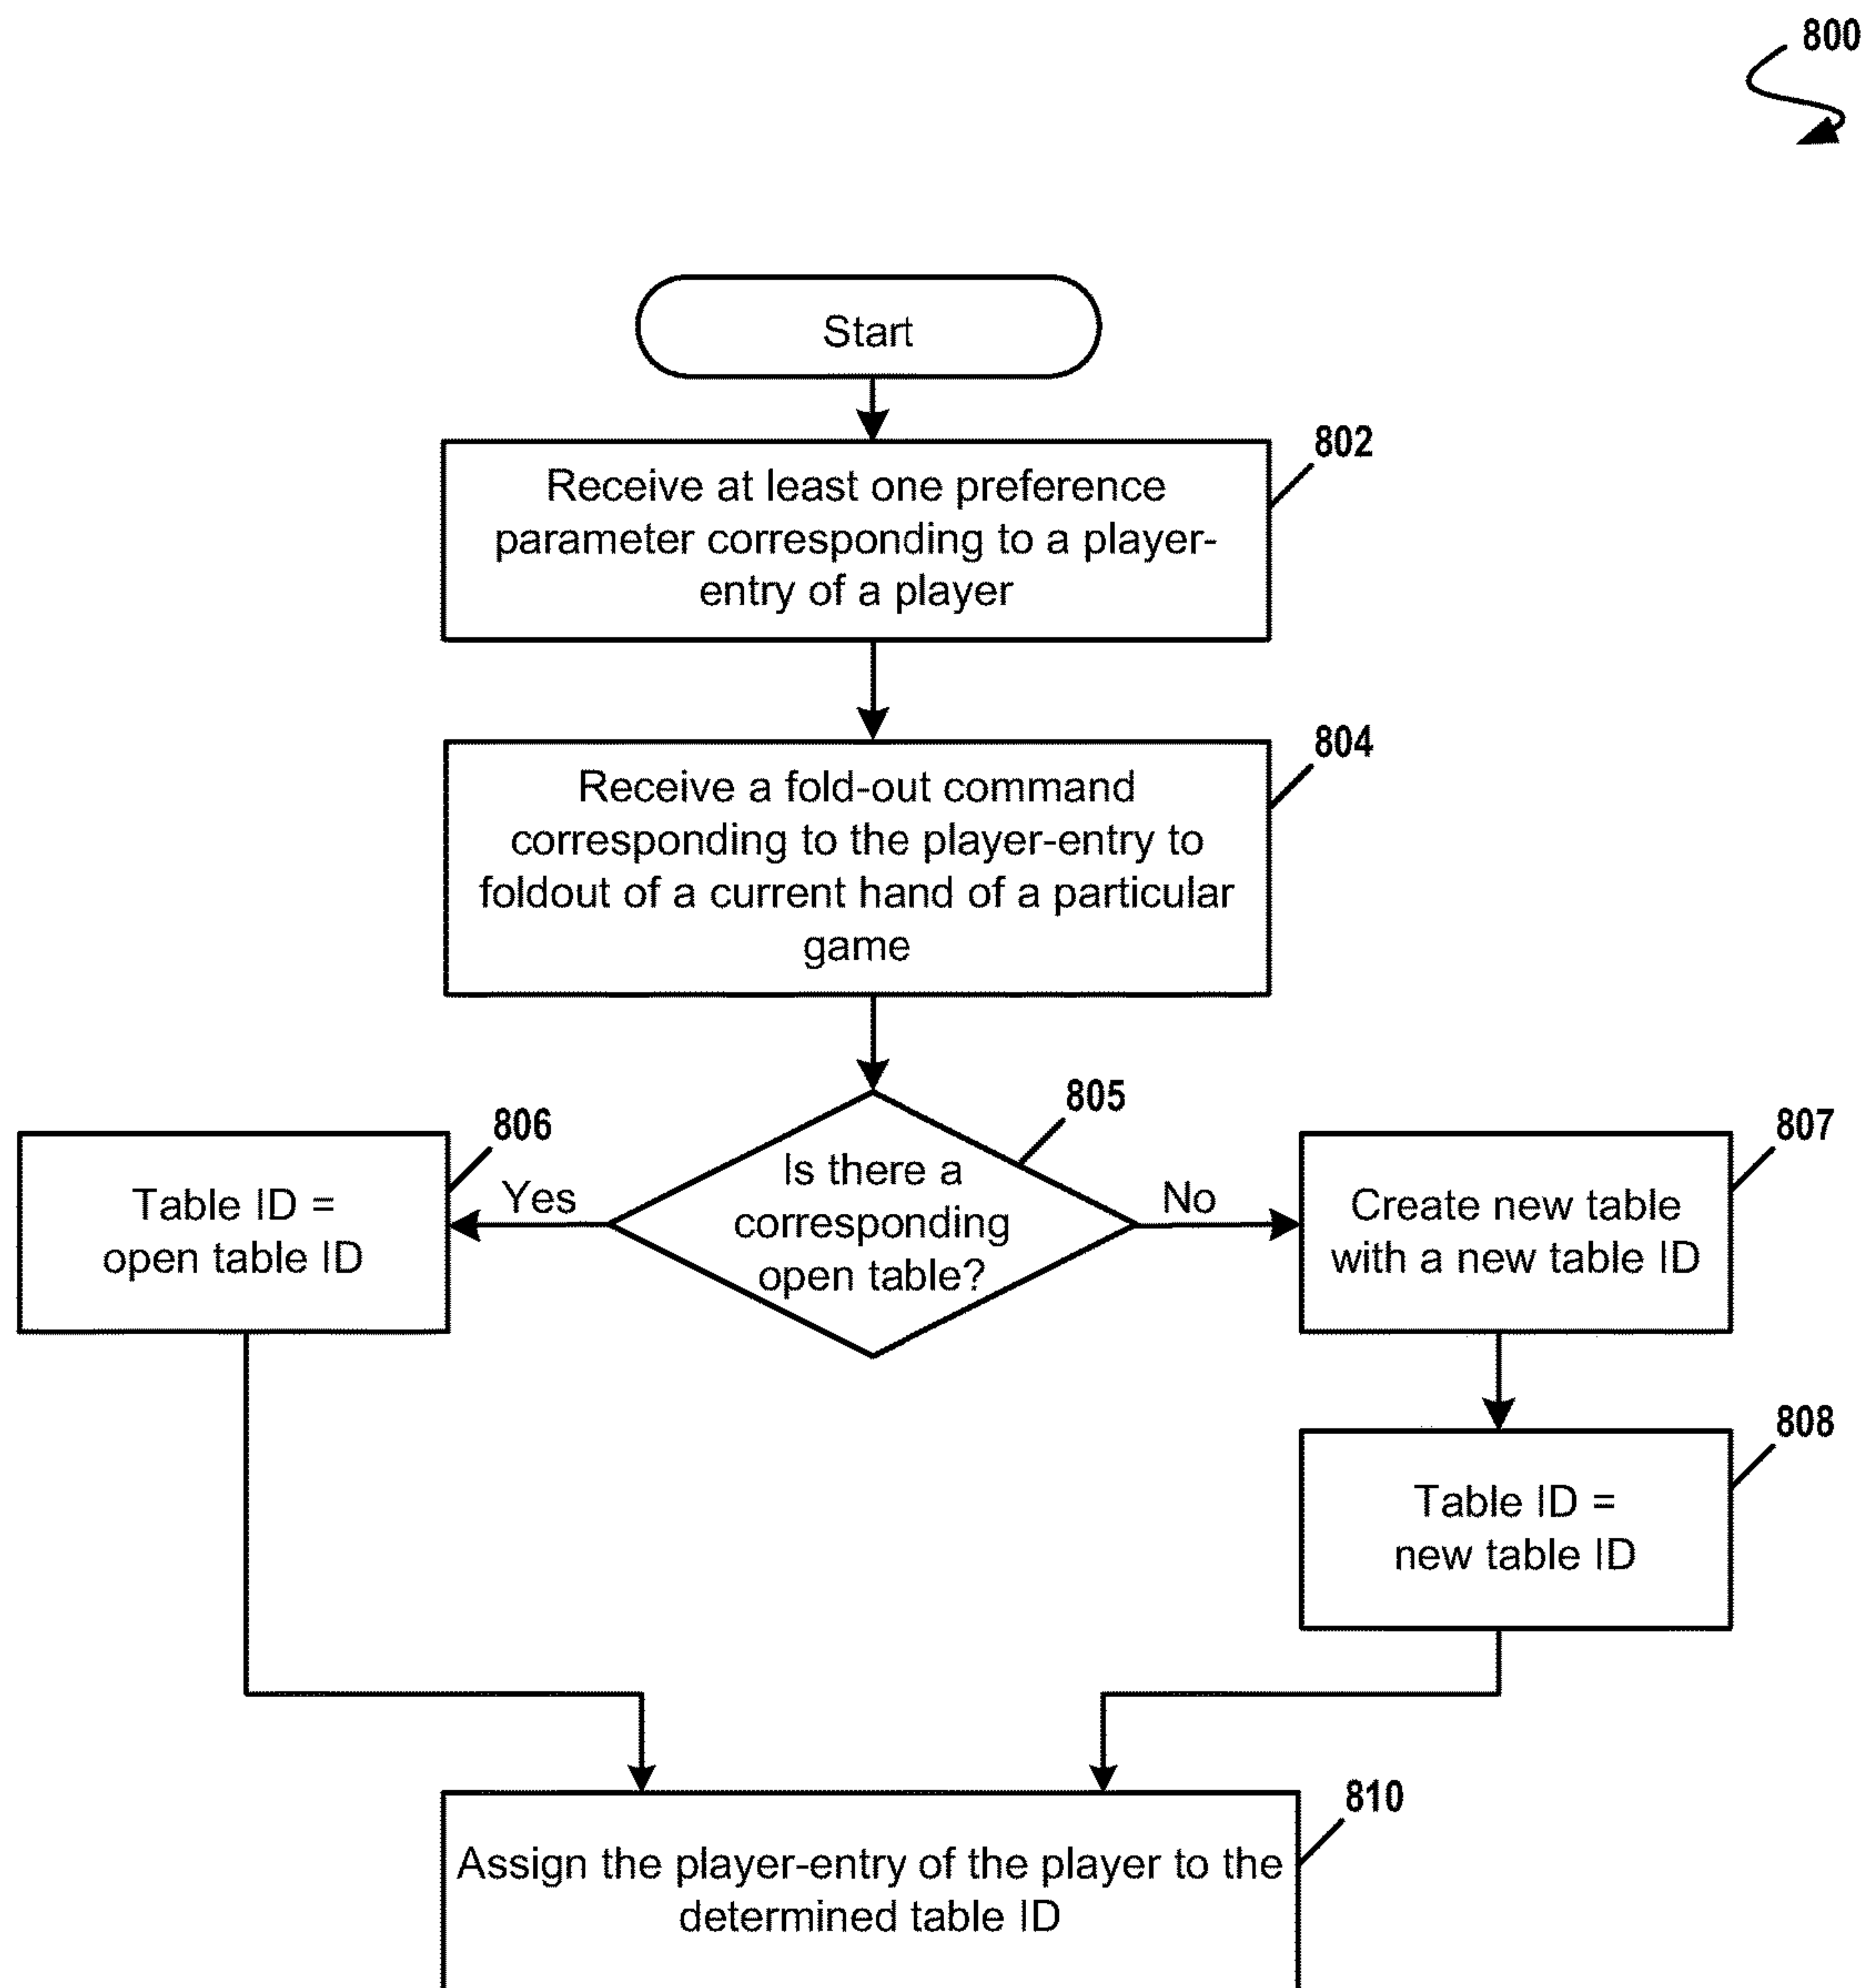 800
Start
802
Receive at least one preference
parameter corresponding to a player-
entry of a player
804
Receive a fold-out command
corresponding to the player-entry to
foldout of a current hand of a particular
game
805
Is there a
corresponding
open table?
Yes
No
806
Table ID =
open table ID
807
Create new table
with a new table ID
808
Table ID =
new table ID
810
Assign the player-entry of the player to the
determined table ID